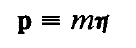 𝐩 ≡ m𝛈